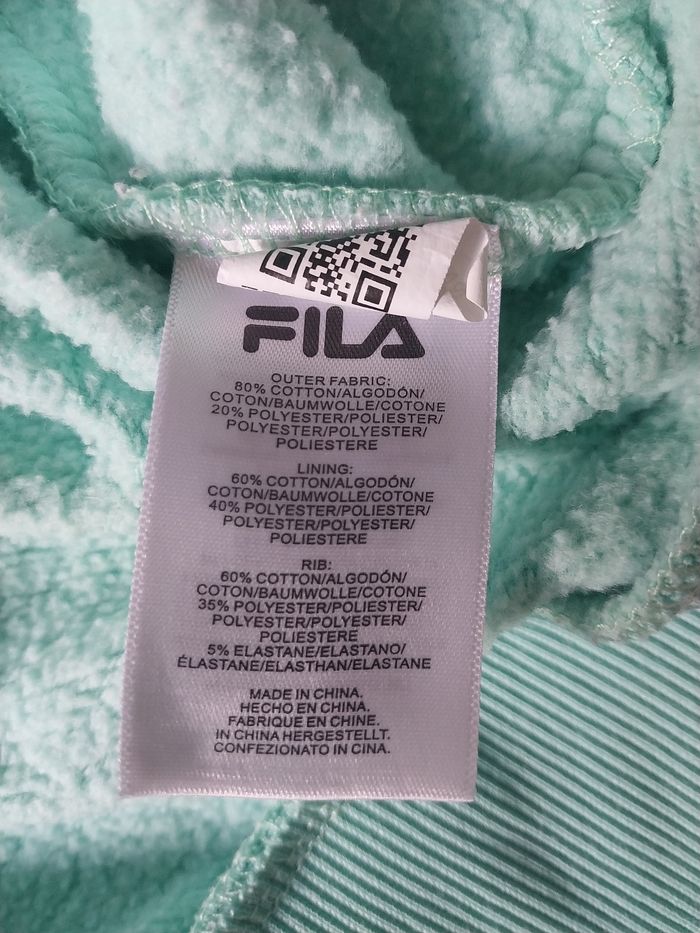 FILA
OUTER FABRIC:
80% COTTON/ALGODÓN/
COTON/BAUMWOLLE/COTONE
20% POLYESTER/POLIESTER/
POLYESTER/POLYESTER/
POLIESTERE
LINING:
60% COTTON/ALGODÓN/
COTON/BAUMWOLLE/COTONE
40% POLYESTER/POLIESTER/
POLYESTER/POLYESTER/
POLIESTERE
RIB:
60% COTTON/ALGODÓN/
COTON/BAUMWOLLE/COTONE
35% POLYESTER/POLIESTER/
POLYESTER/POLYESTER/
POLIESTERE
5% ELASTANE/ELASTANO/
ÉLASTANE/ELASTHAN/ELASTANE
MADE IN CHINA.
HECHO EN CHINA.
FABRIQUE EN CHINE.
IN CHINA HERGESTELLT.
CONFEZIONATO IN CINA.